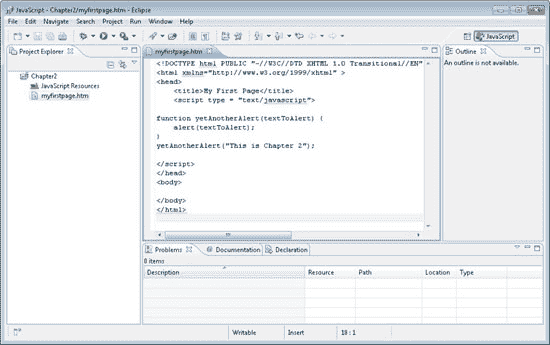 JavaScript - Chapter2/myfirstpage.htm - Eclipse
File Edit Navigate Search Project Run Window Help
JavaScript
Project Explorer
myfirstpage.htm
Outline
Chapter2
JavaScript Resources
myfirstpage.htm
An outline is not available.
<!DOCTYPE html PUBLIC "-//W3C//DTD XHTML 1.0 Transitional//EN"
<html xmlns="http://www.w3.org/1999/xhtml" >
<head>
<title>My First Page</title>
<script type = "text/javascript">
function yetAnotherAlert(textToAlert) {
alert(textToAlert);
}
yetAnotherAlert("This is Chapter 2");
</script>
</head>
<body>
</body>
</html>
Problems Documentation Declaration
0 items
Description Resource Path Location Type
Writable Insert 18 : 1